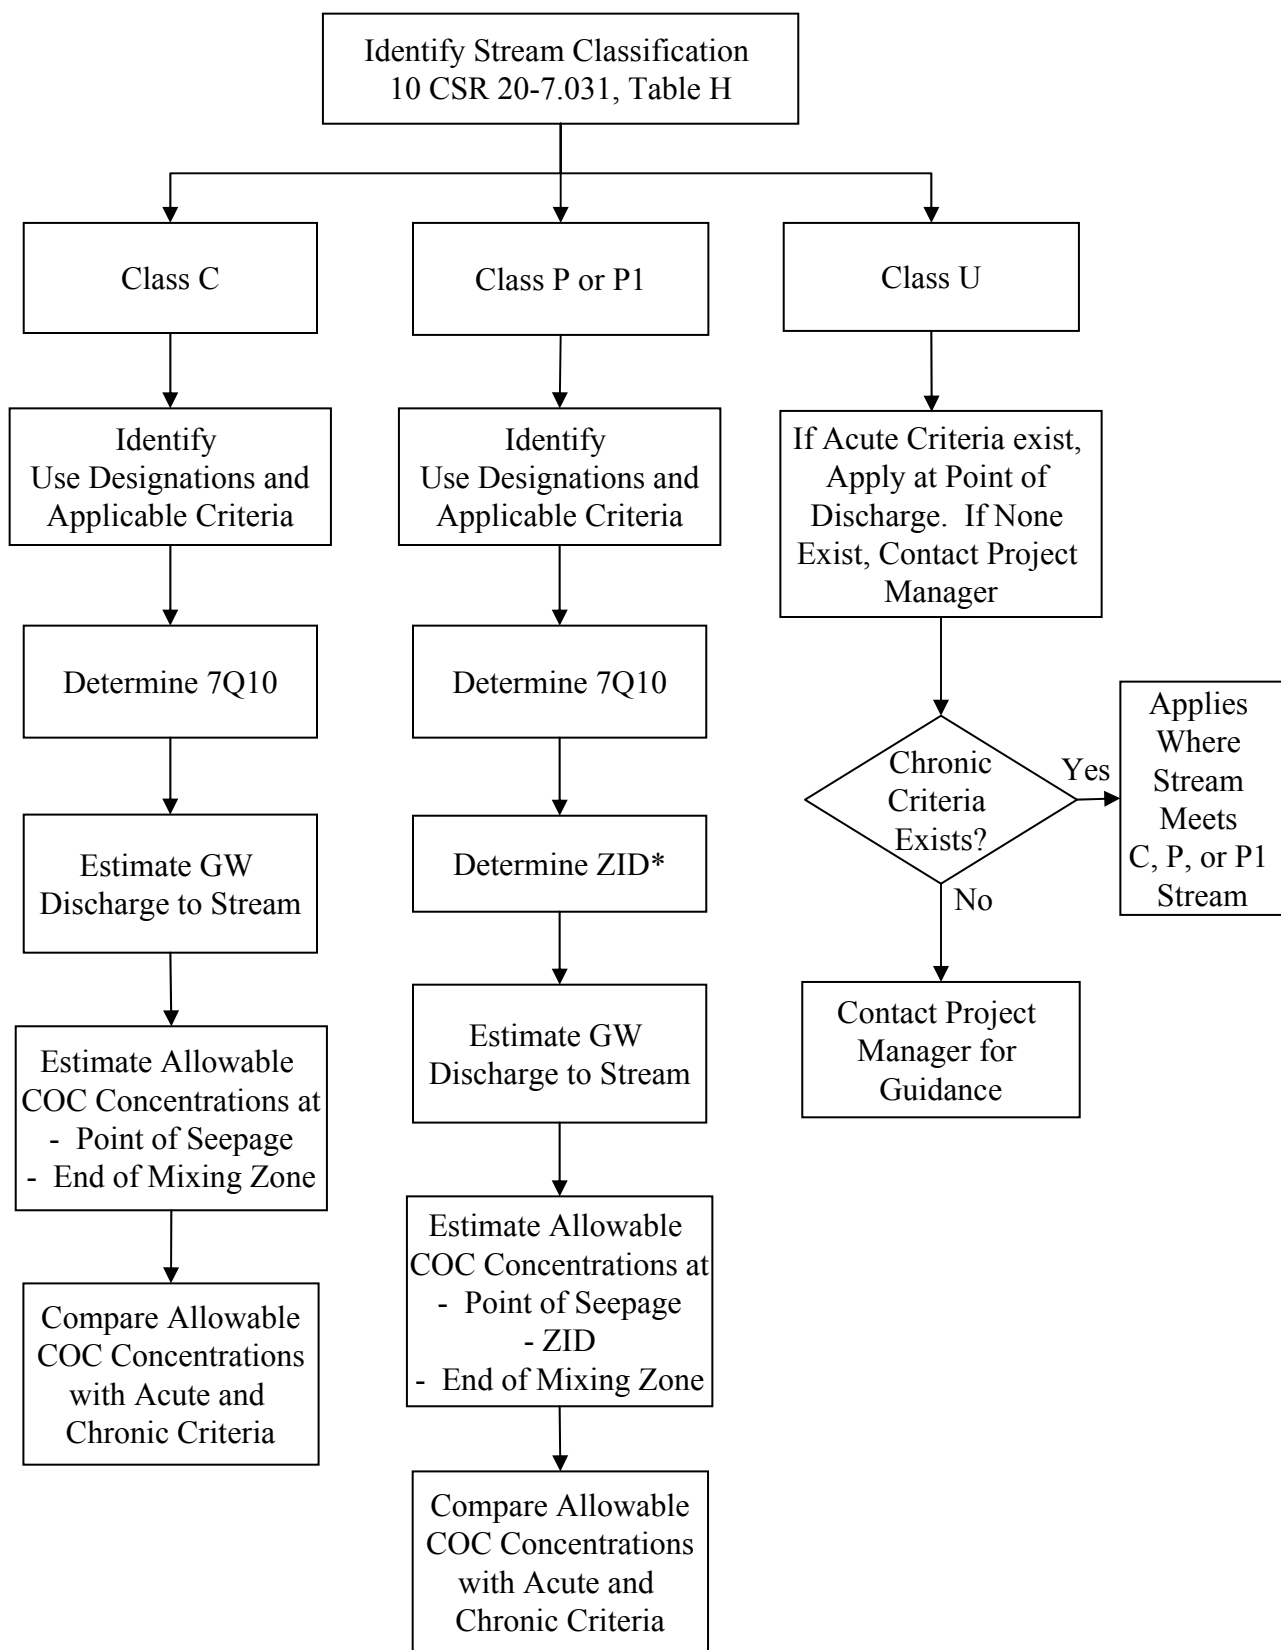 Identify Stream Classification
10 CSR 20-7.031, Table H
Class C
Identify
Use Designations and
Applicable Criteria
Determine 7Q10
Estimate GW
Discharge to Stream
Estimate Allowable
COC Concentrations at
- Point of Seepage
- End of Mixing Zone
Compare Allowable
COC Concentrations
with Acute and
Chronic Criteria
Class P or P1
Identify
Use Designations and
Applicable Criteria
Determine 7Q10
Determine ZID*
Estimate GW
Discharge to Stream
Estimate Allowable
COC Concentrations at
- Point of Seepage
- ZID
- End of Mixing Zone
Compare Allowable
COC Concentrations
with Acute and
Chronic Criteria
Class U
If Acute Criteria exist,
Apply at Point of
Discharge. If None
Exist, Contact Project
Manager
Chronic
Criteria
Exists?
Yes
Applies
Where
Stream
Meets
C, P, or P1
Stream
No
Contact Project
Manager for
Guidance